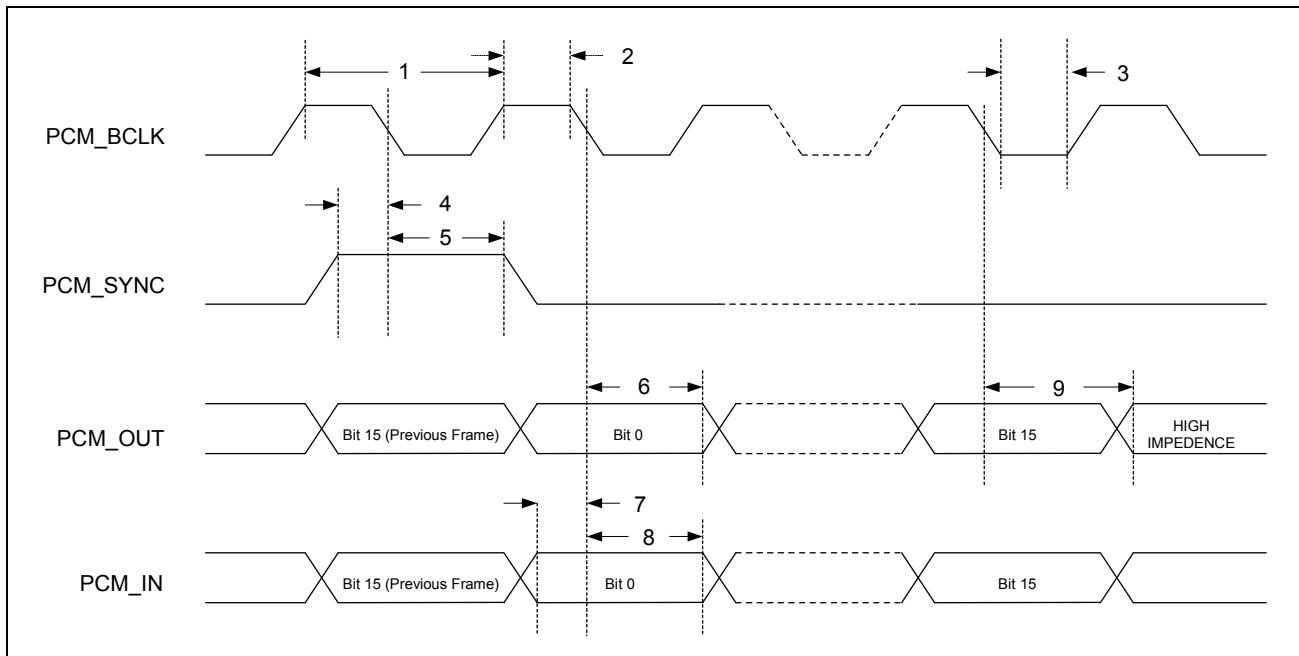 1
2
3
PCM_BCLK
4
5
PCM_SYNC
6
9
PCM_OUT
Bit 15 (Previous Frame)
Bit 0
Bit 15
HIGH
IMPEDENCE
7
8
PCM_IN
Bit 15 (Previous Frame)
Bit 0
Bit 15